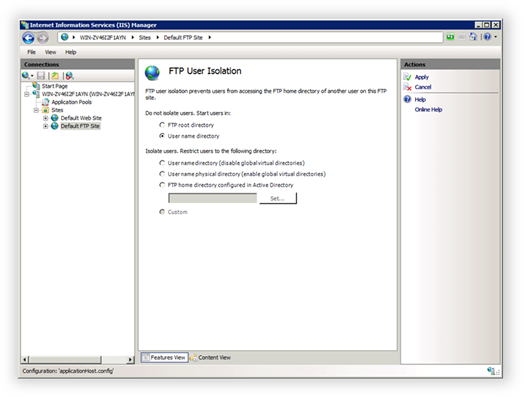 Internet Information Services (IIS) Manager
WIN-ZV46I2F1AYN
Sites
Default FTP Site
File View Help
Connections
Start Page
WIN-ZV46I2F1AYN (WIN-ZV46I2F1AYN
Application Pools
Sites
Default Web Site
Default FTP Site
FTP User Isolation
FTP user isolation prevents users from accessing the FTP home directory of another user on this FTP
site.
Do not isolate users. Start users in:
FTP root directory
User name directory
Isolate users. Restrict users to the following directory:
User name directory (disable global virtual directories)
User name physical directory (enable global virtual directories)
FTP home directory configured in Active Directory
Set...
Custom
Features View
Content View
Actions
Apply
Cancel
Help
Online Help
Configuration: 'applicationHost.config'